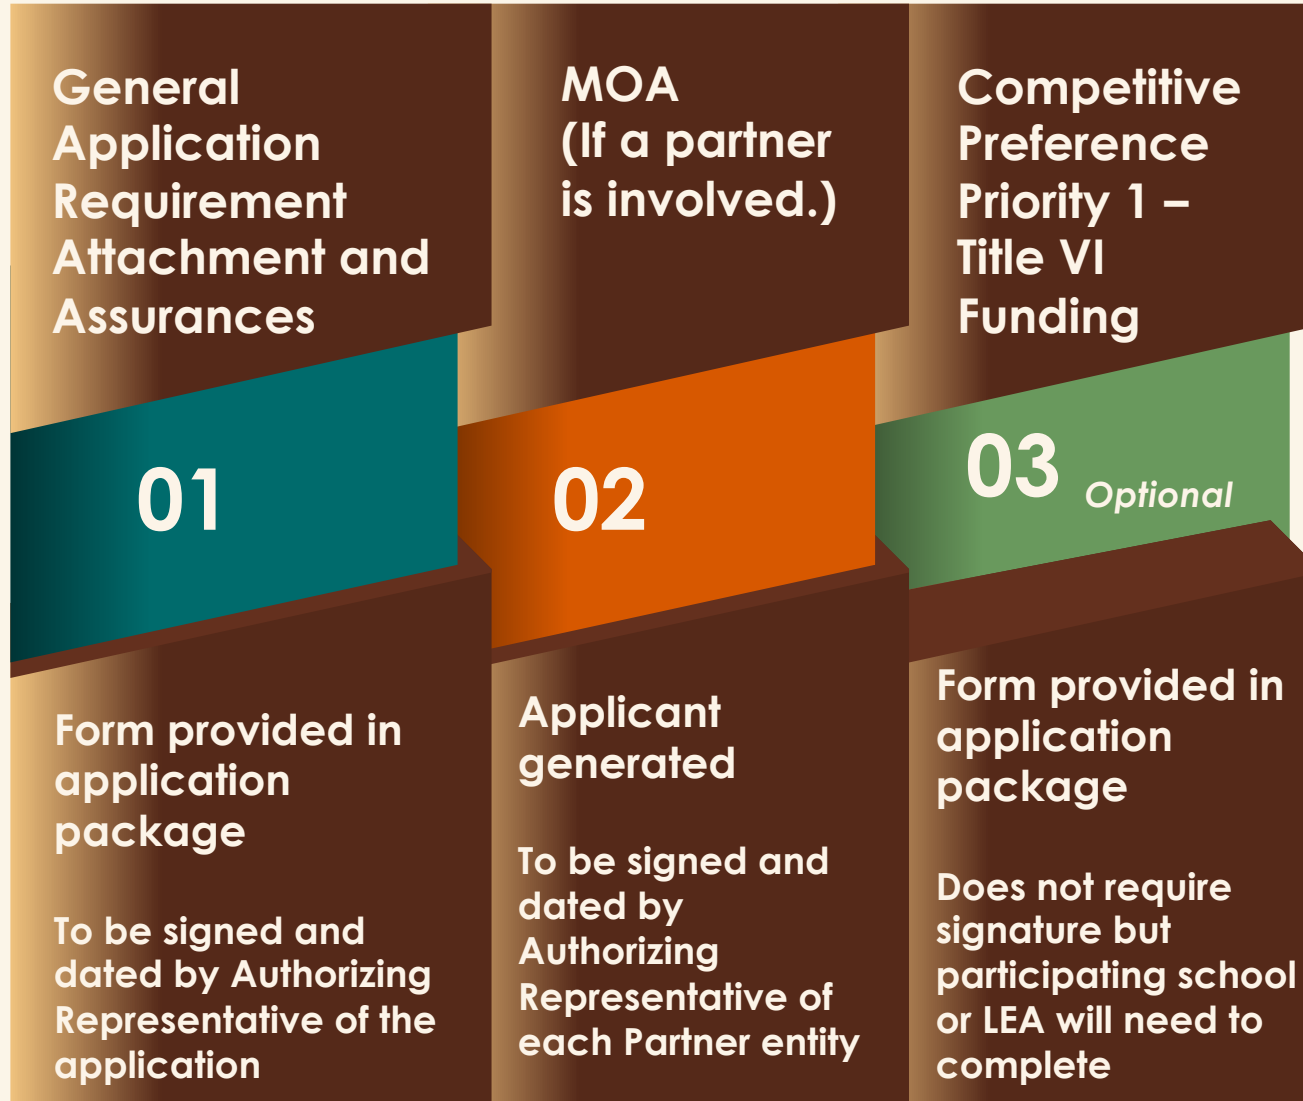 General
Application
Requirement
Attachment and
Assurances
01
Form provided in
application
package
To be signed and
dated by Authorizing
Representative of the
application
MOA
(If a partner
is involved.)
02
Applicant
generated
To be signed and
dated by
Authorizing
Representative of
each Partner entity
Competitive
Preference
Priority 1 –
Title VI
Funding
03 Optional
Form provided in
application
package
Does not require
signature but
participating school
or LEA will need to
complete